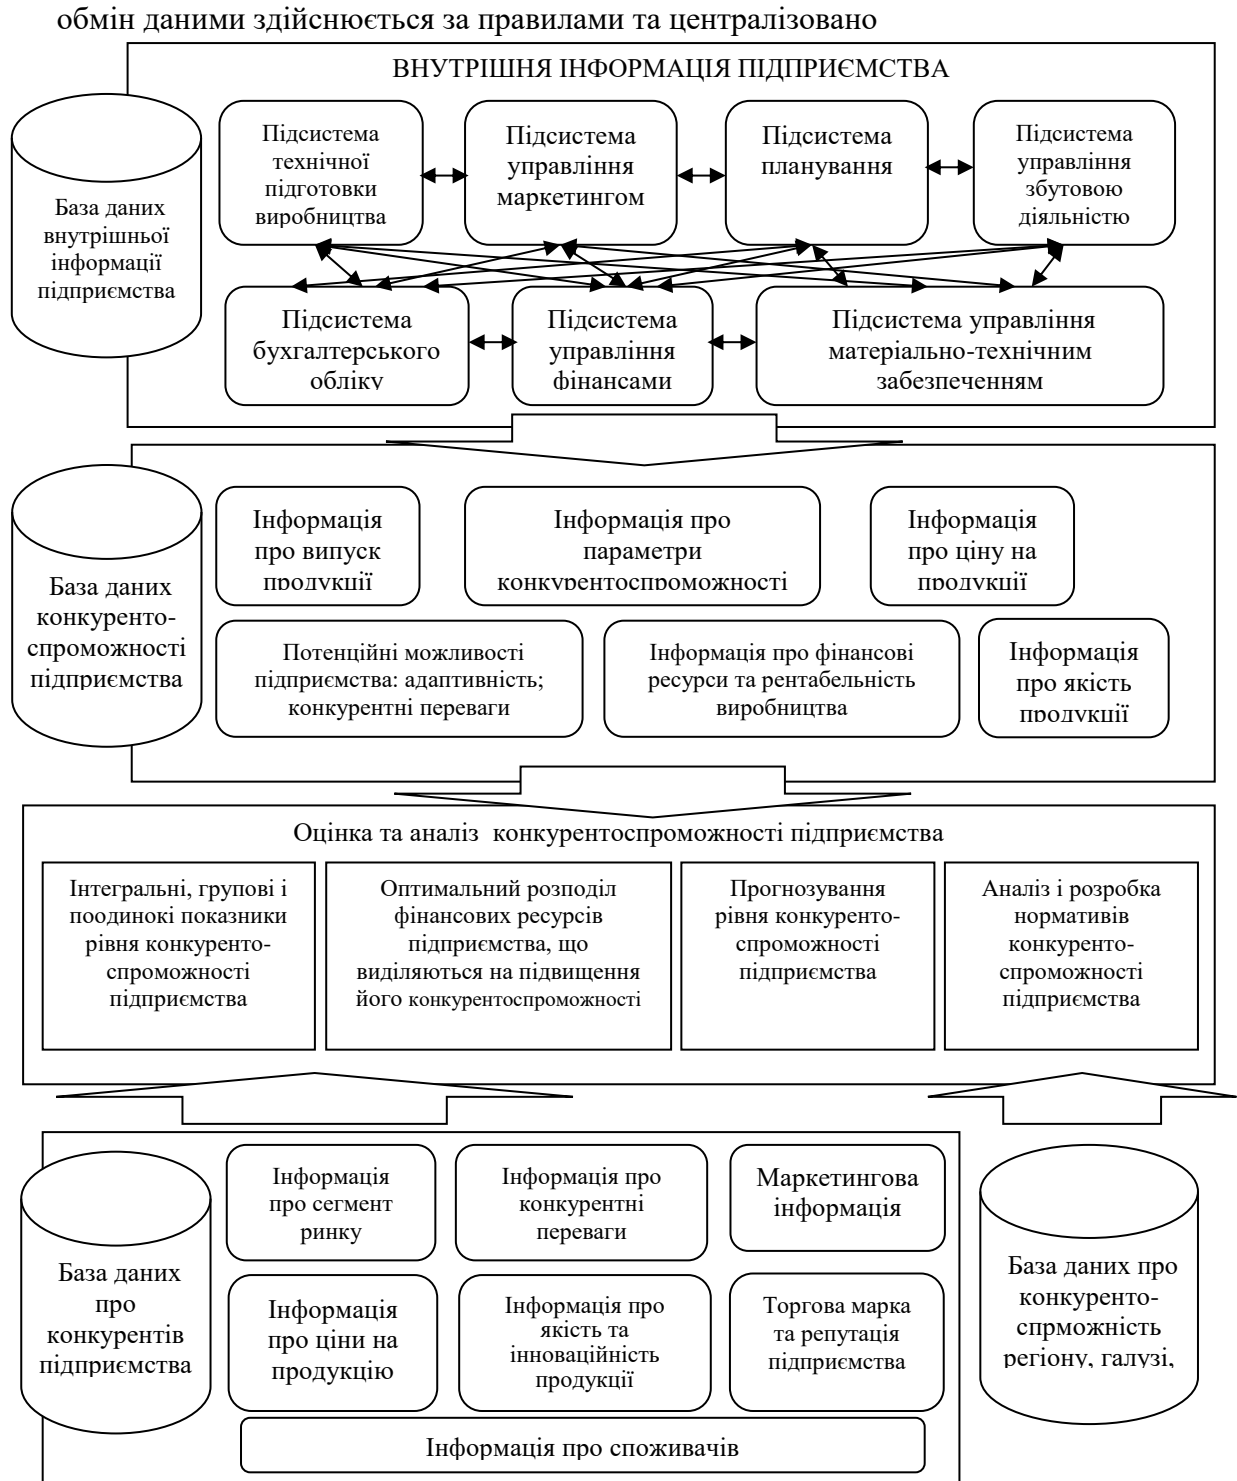 обмін даними здійснюється за правилами та централізовано
ВНУТРІШНЯ ІНФОРМАЦІЯ ПІДПРИЄМСТВА
База даних
внутрішньої
інформації
підприємства
Підсистема
технічної
підготовки
виробництва
Підсистема
управління
маркетингом
Підсистема
планування
Підсистема
управління
збутовою
діяльністю
Підсистема
бухгалтерського
обліку
Підсистема
управління
фінансами
Підсистема управління
матеріально-технічним
забезпеченням
База даних
конкуренто-
спроможності
підприємства
Інформація
про випуск
продукції
Інформація про
параметри
конкурентоспроможності
Інформація
про ціну на
продукції
Потенційні можливості
підприємства: адаптивність;
конкурентні переваги
Інформація про фінансові
ресурси та рентабельність
виробництва
Інформація
про якість
продукції
Оцінка та аналіз конкурентоспроможності підприємства
Інтегральні, групові і
поодинокі показники
рівня конкуренто-
спроможності
підприємства
Оптимальний розподіл
фінансових ресурсів
підприємства, що
виділяються на підвищення
його конкурентоспроможності
Прогнозування
рівня конкуренто-
спроможності
підприємства
Аналіз і розробка
нормативів
конкуренто-
спроможності
підприємства
База даних
про
конкурентів
підприємства
Інформація
про сегмент
ринку
Інформація про
конкурентні
переваги
Маркетингова
інформація
Інформація
про ціни на
продукцію
Інформація про
якість та
інноваційність
продукції
Торгова марка
та репутація
підприємства
Інформація про споживачів
База даних про
конкуренто-
спрможність
регіону, галузі,